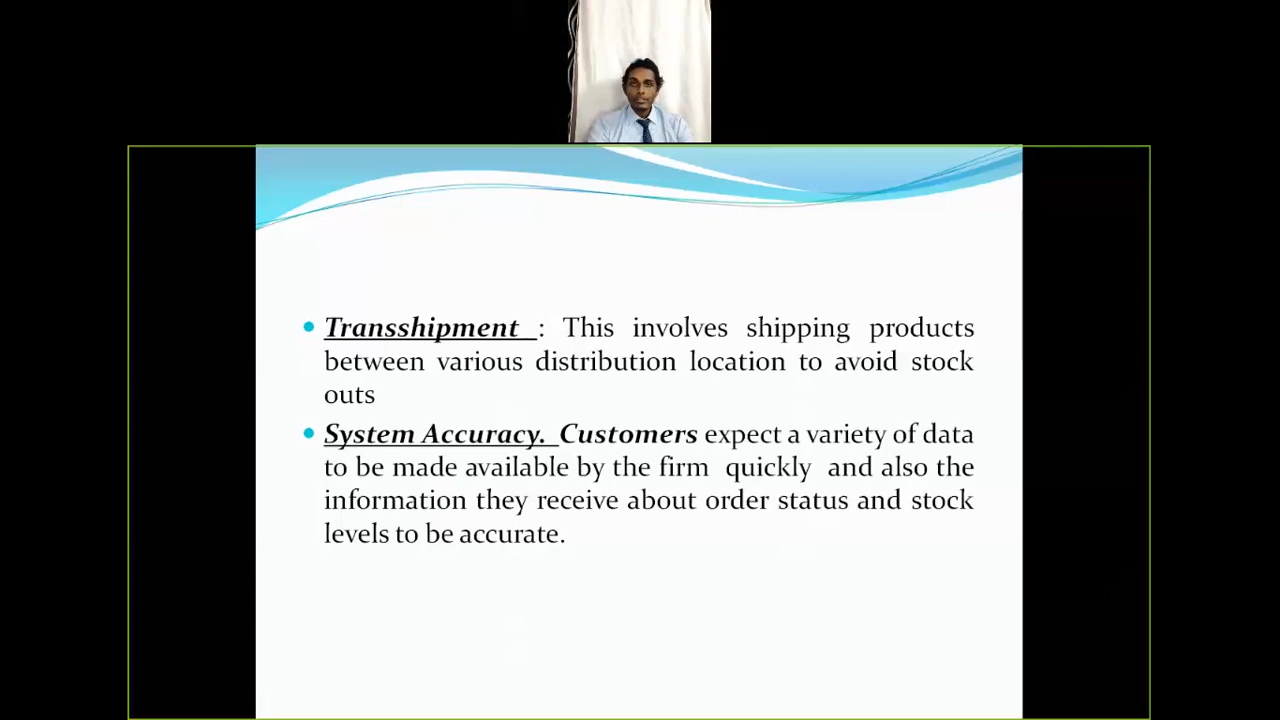 Transshipment : This involves shipping products
between various distribution location to avoid stock
outs
System Accuracy. Customers expect a variety of data
to be made available by the firm quickly and also the
information they receive about order status and stock
levels to be accurate.